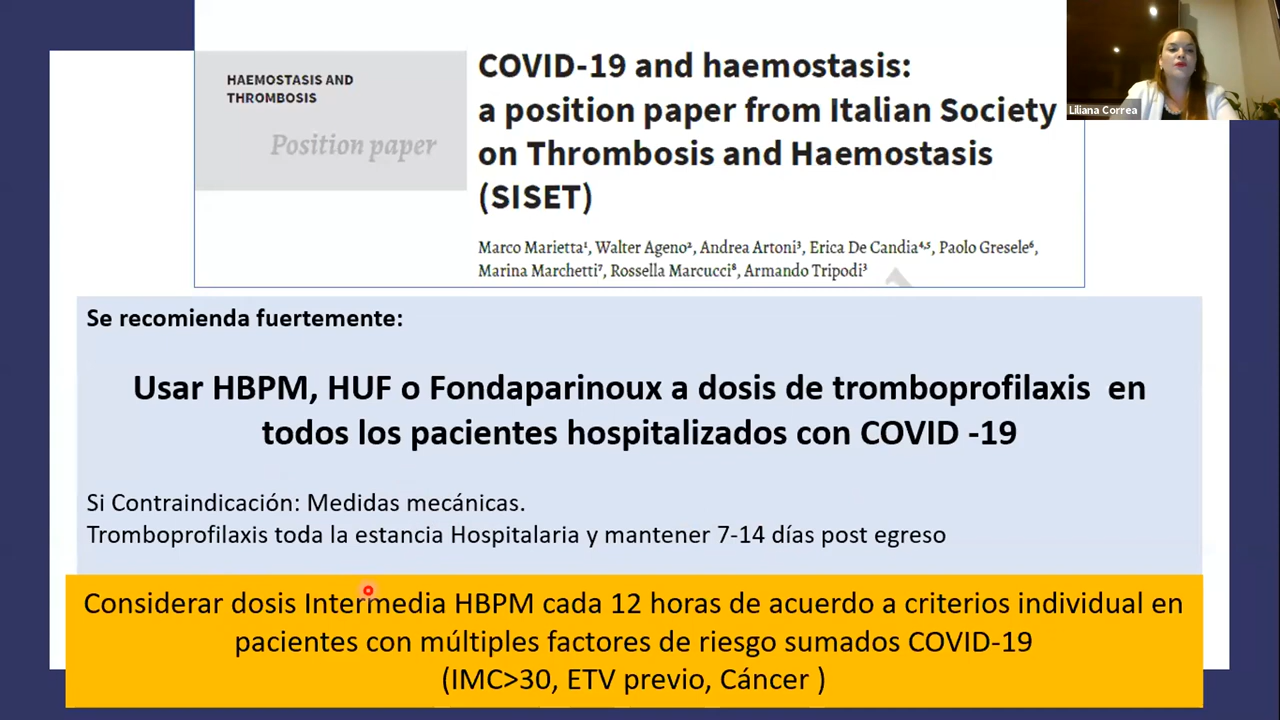 HAEMOSTASIS AND
THROMBOSIS
Position paper
COVID-19 and haemostasis:
a position paper from Italian Society
on Thrombosis and Haemostasis
(SISET)
Marco Marietta¹, Walter Ageno², Andrea Artoni³, Erica De Candia⁴,⁵, Paolo Gresele⁶,
Marina Marchetti⁷, Rossella Marcucci⁸, Armando Tripodi³
Liliana Correa
Se recomienda fuertemente:
Usar HBPM, HUF o Fondaparinoux a dosis de tromboprofilaxis en
todos los pacientes hospitalizados con COVID -19
Si Contraindicación: Medidas mecánicas.
Tromboprofilaxis toda la estancia Hospitalaria y mantener 7-14 días post egreso
Considerar dosis Intermedia HBPM cada 12 horas de acuerdo a criterios individual en
pacientes con múltiples factores de riesgo sumados COVID-19
(IMC>30, ETV previo, Cáncer )